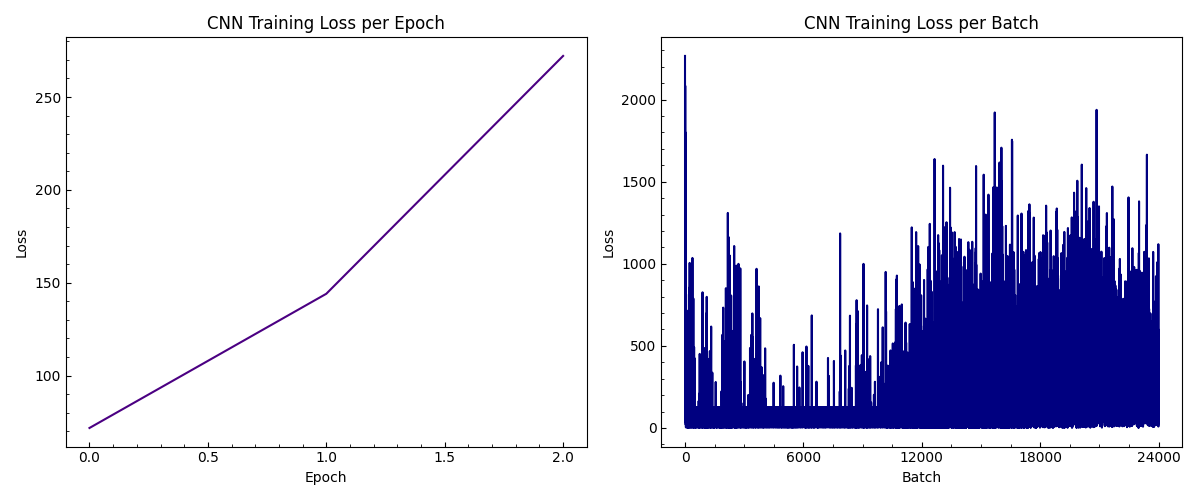 CNN Training Loss per Epoch
250
200
150
100
Loss
0.0 0.5 1.0 1.5 2.0
Epoch
CNN Training Loss per Batch
2000
1500
1000
500
0
Loss
0 6000 12000 18000 24000
Batch